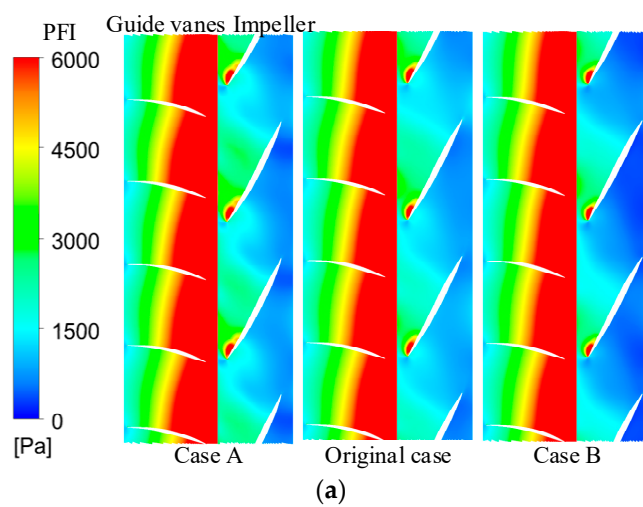 PFI
Guide vanes Impeller
6000
4500
3000
1500
0
[Pa]
Case A
Original case
Case B
(a)